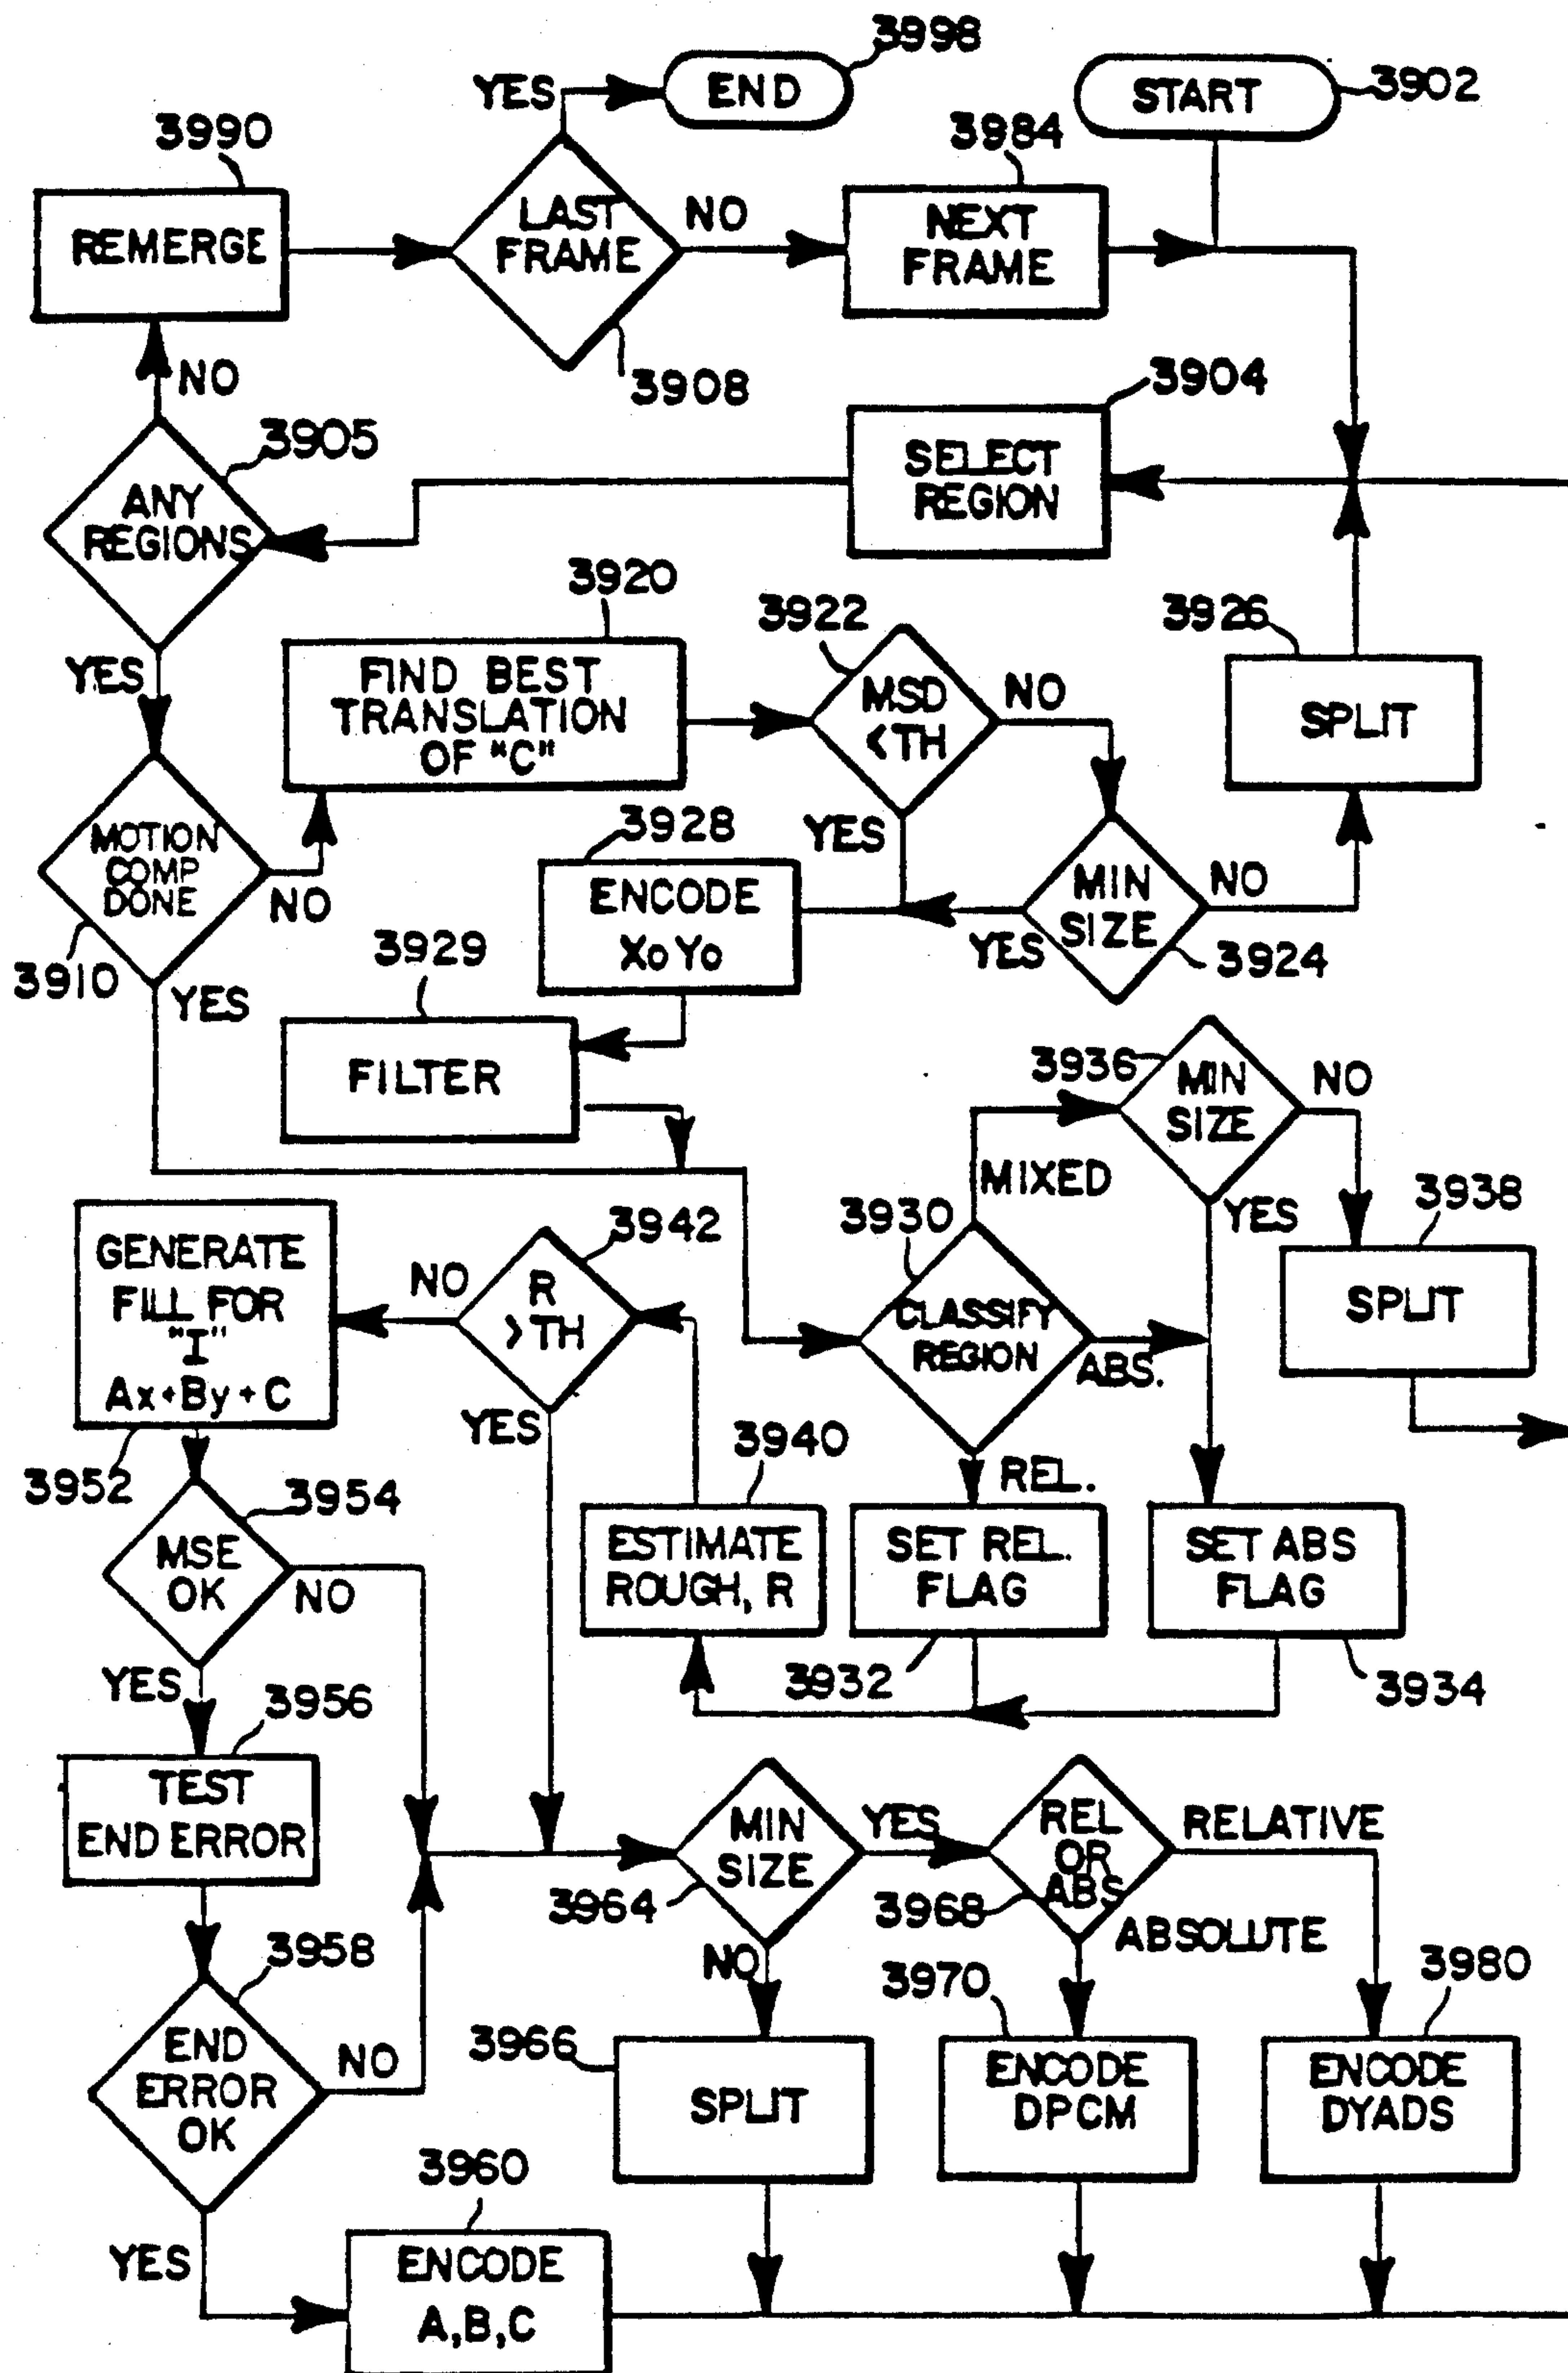 3998
YES
END
START
3902
3990
3984
REMERGE
LAST
FRAME
NO
NEXT
FRAME
3908
NO
3904
3905
SELECT
REGION
ANY
REGIONS
3920
3922
3926
YES
FIND BEST
TRANSLATION
OF "C"
MSD
<TH
NO
SPLIT
MOTION
COMP
DONE
NO
3910
3928
YES
ENCODE
Xo Yo
MIN
SIZE
NO
YES
3924
3929
YES
FILTER
3936
MIN
SIZE
NO
MIXED
YES
3938
SPLIT
3930
CLASSIFY
REGION
ABS.
3942
R
>TH
NO
YES
GENERATE
FILL FOR
"I"
Ax+By+C
3952
3954
3940
REL.
MSE
OK
NO
ESTIMATE
ROUGH, R
SET REL.
FLAG
SET ABS
FLAG
YES
3932
3934
3956
TEST
END ERROR
MIN
SIZE
YES
REL
OR
ABS
RELATIVE
3964
3968
ABSOLUTE
NO
3958
3970
3980
END
ERROR
OK
NO
3966
SPLIT
ENCODE
DPCM
ENCODE
DYADS
3960
YES
ENCODE
A,B,C